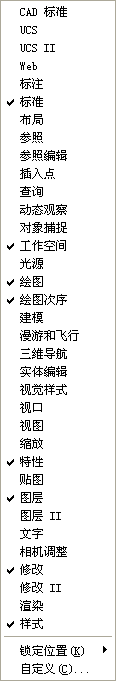 CAD 标准
UCS
UCS II
Web
标注
标准
布局
参照
参照编辑
插入点
查询
动态观察
对象捕捉
工作空间
光源
绘图
绘图次序
建模
漫游和飞行
三维导航
实体编辑
视觉样式
视口
视图
缩放
特性
贴图
图层
图层 II
文字
相机调整
修改
修改 II
渲染
样式
锁定位置(K)
自定义(C)...